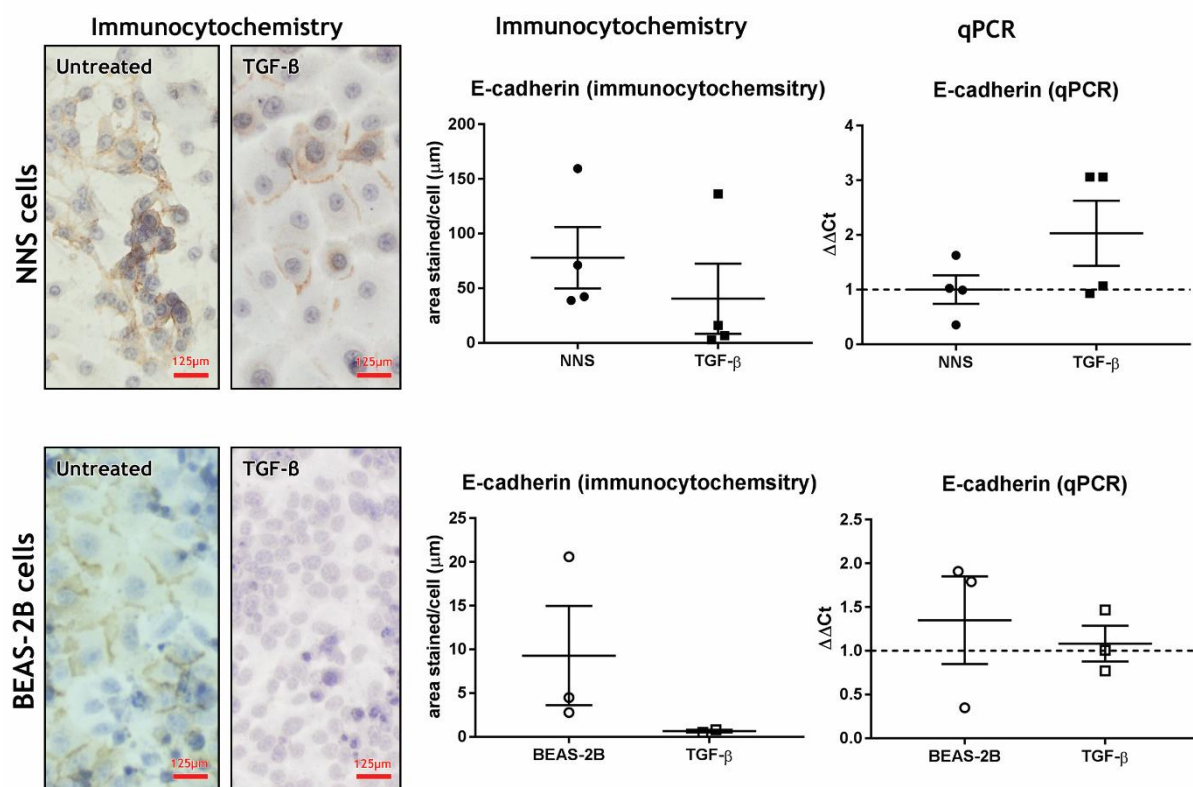 Immunocytochemistry
Immunocytochemistry
qPCR
NNS cells
Untreated
TGF-ß
125µm
125µm
E-cadherin (immunocytochemsitry)
area stained/cell (µm)
200
150
100
50
0
NNS
TGF-β
E-cadherin (qPCR)
ΔΔCt
4
3
2
1
0
NNS
TGF-β
BEAS-2B cells
Untreated
TGF-ß
125µm
125µm
E-cadherin (immunocytochemsitry)
area stained/cell (µm)
25
20
15
10
5
0
BEAS-2B
TGF-β
E-cadherin (qPCR)
ΔΔCt
2.5
2.0
1.5
1.0
0.5
0.0
BEAS-2B
TGF-β